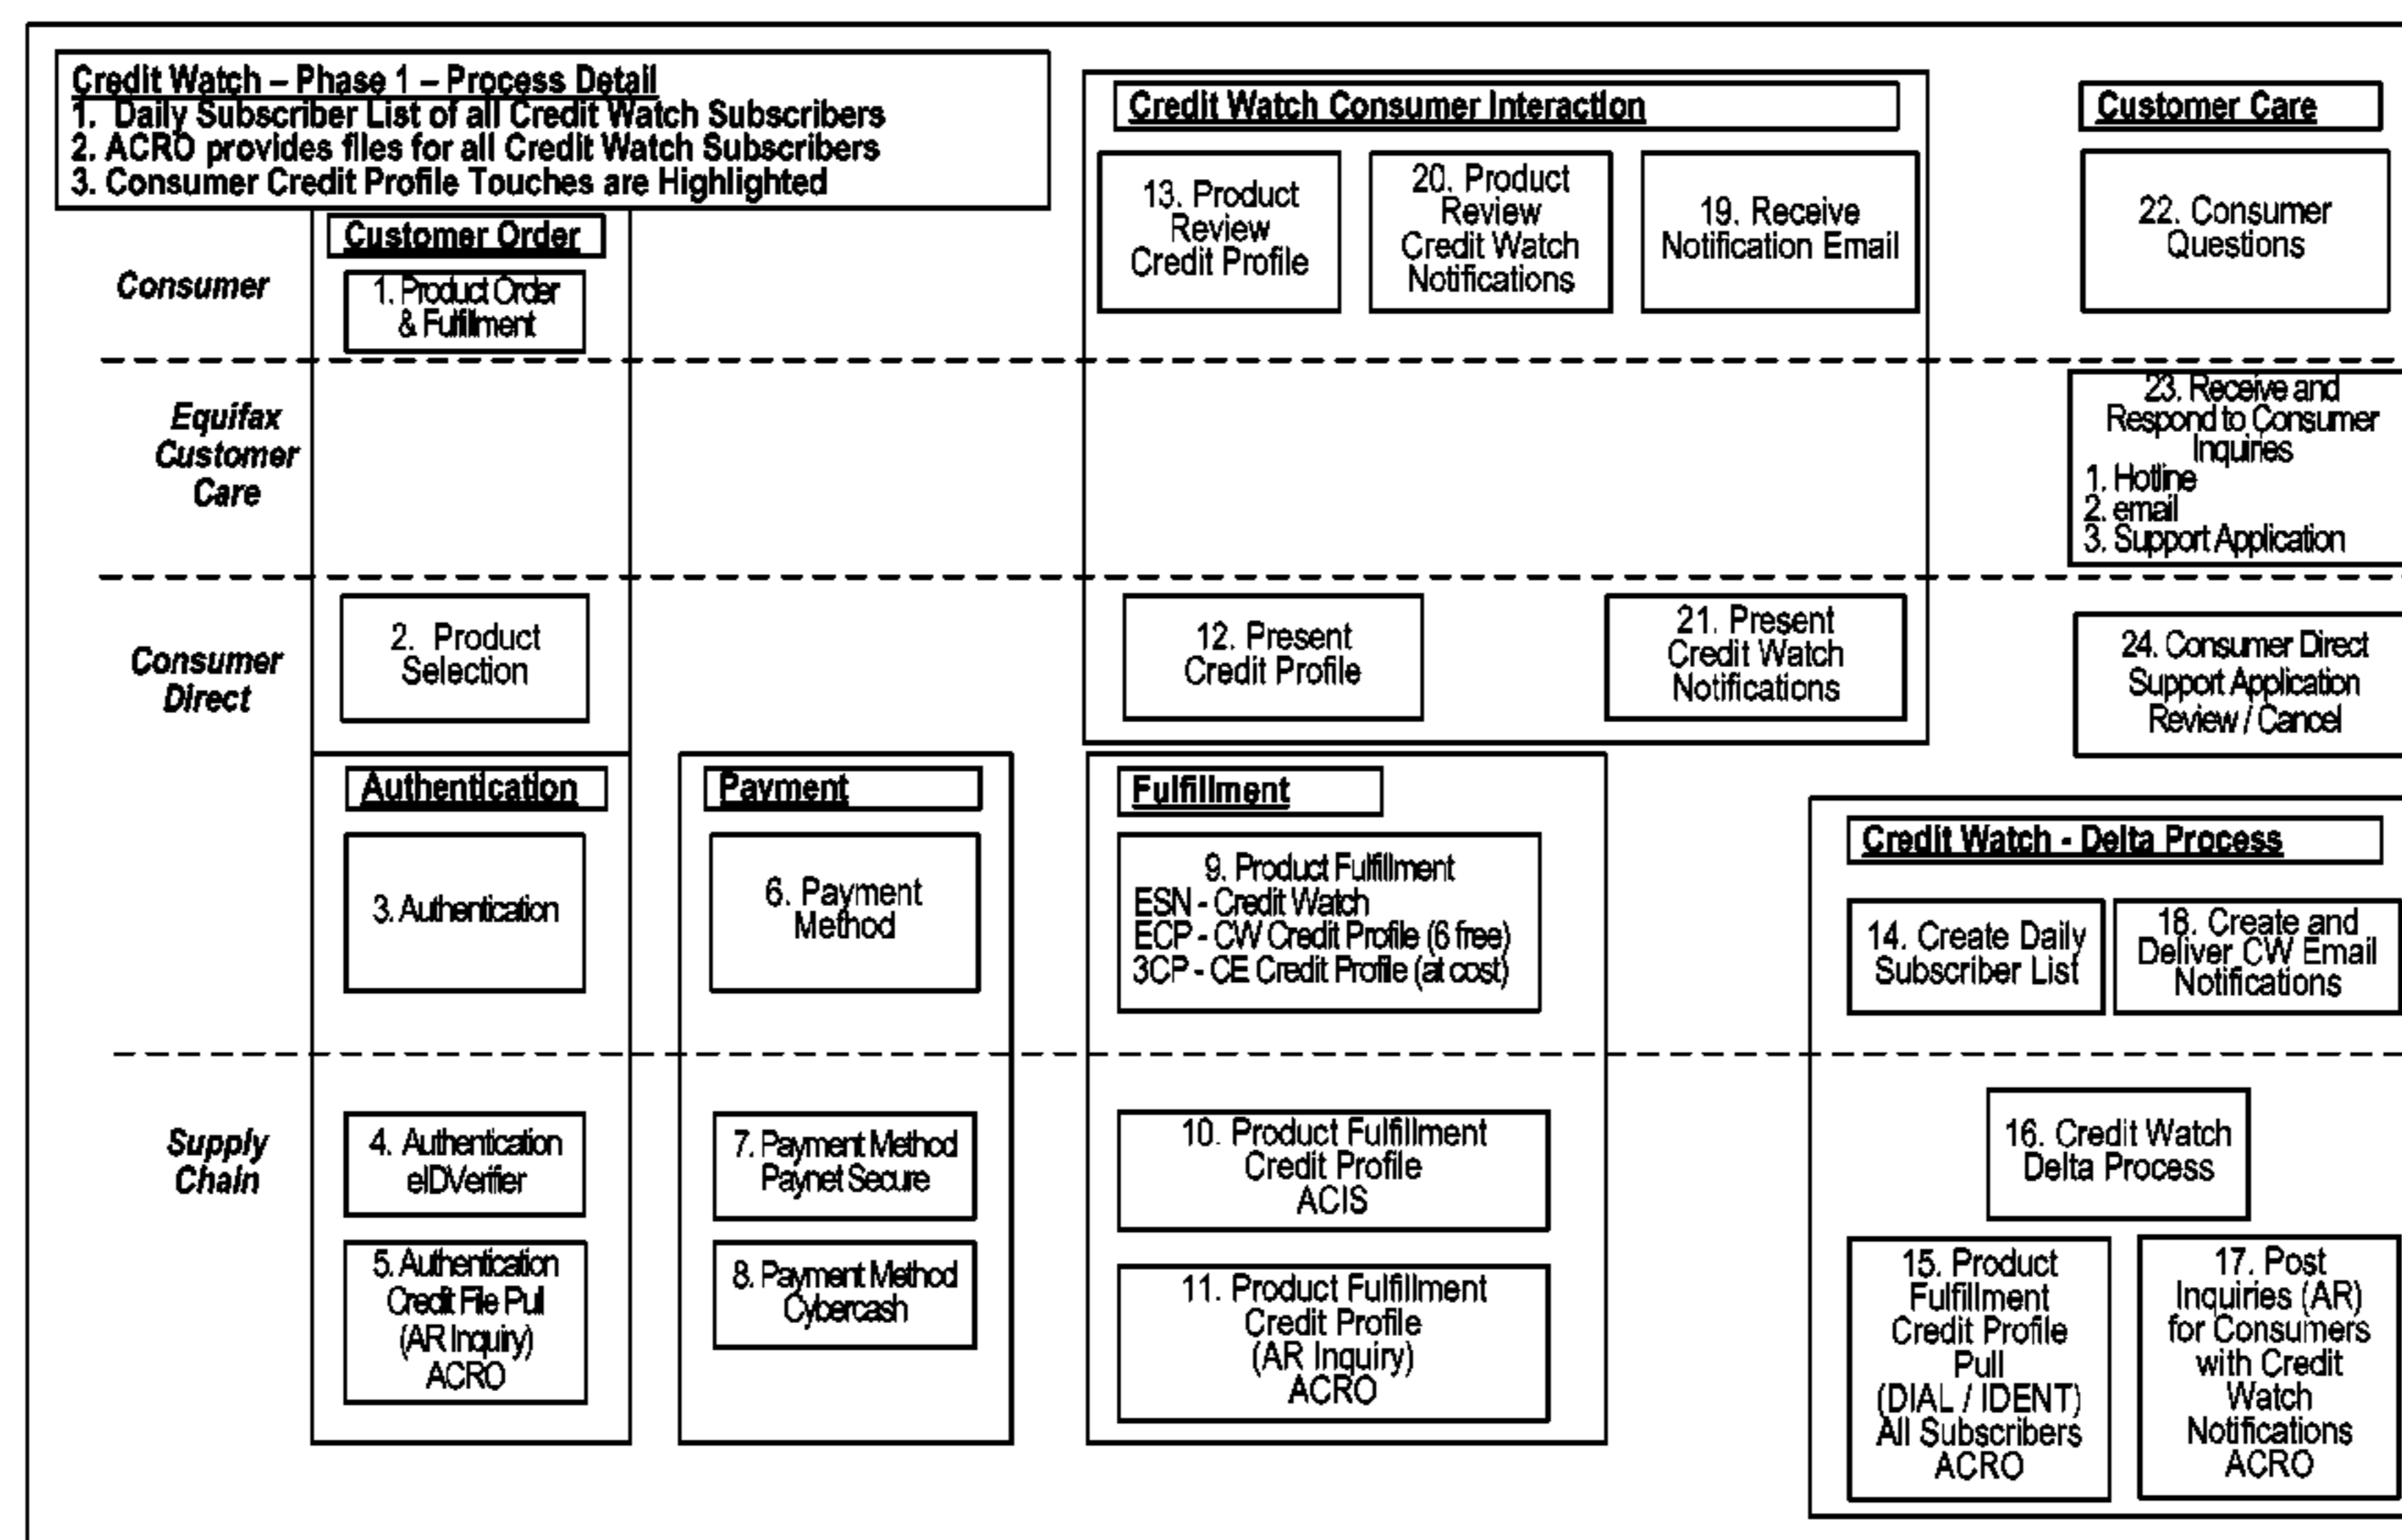 Credit Watch – Phase 1 – Process Detail
1. Daily Subscriber List of all Credit Watch Subscribers
2. ACRO provides files for all Credit Watch Subscribers
3. Consumer Credit Profile Touches are Highlighted
Credit Watch Consumer Interaction
Customer Care
Customer Order
Consumer
1. Product Order
& Fulfillment
13. Product
Review
Credit Profile
20. Product
Review
Credit Watch
Notifications
19. Receive
Notification Email
22. Consumer
Questions
Equifax
Customer
Care
23. Receive and
Respond to Consumer
Inquiries
1. Hotline
2. email
3. Support Application
Consumer
Direct
2. Product
Selection
12. Present
Credit Profile
21. Present
Credit Watch
Notifications
24. Consumer Direct
Support Application
Review / Cancel
Authentication
3. Authentication
Payment
6. Payment
Method
Fulfillment
9. Product Fulfillment
ESN - Credit Watch
ECP - CW Credit Profile (6 free)
3CP - CE Credit Profile (at cost)
Credit Watch - Delta Process
14. Create Daily
Subscriber List
18. Create and
Deliver CW Email
Notifications
Supply
Chain
4. Authentication
eIDVerifier
5. Authentication
Credit File Pull
(AR Inquiry)
ACRO
7. Payment Method
Paynet Secure
8. Payment Method
Cybercash
10. Product Fulfillment
Credit Profile
ACIS
11. Product Fulfillment
Credit Profile
(AR Inquiry)
ACRO
16. Credit Watch
Delta Process
15. Product
Fulfillment
Credit Profile
Pull
(DIAL / IDENT)
All Subscribers
ACRO
17. Post
Inquiries (AR)
for Consumers
with Credit
Watch
Notifications
ACRO